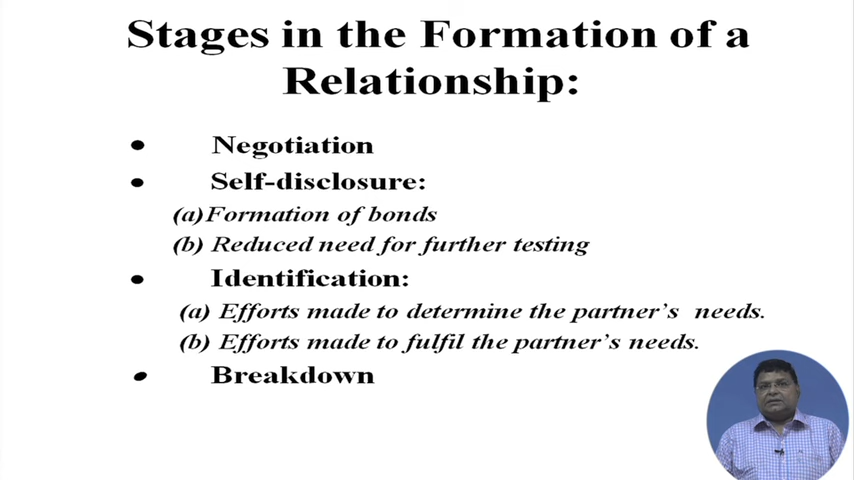 Stages in the Formation of a
Relationship:
• Negotiation
• Self-disclosure:
(a)Formation of bonds
(b) Reduced need for further testing
• Identification:
(a) Efforts made to determine the partner's needs.
(b) Efforts made to fulfil the partner's needs.
• Breakdown